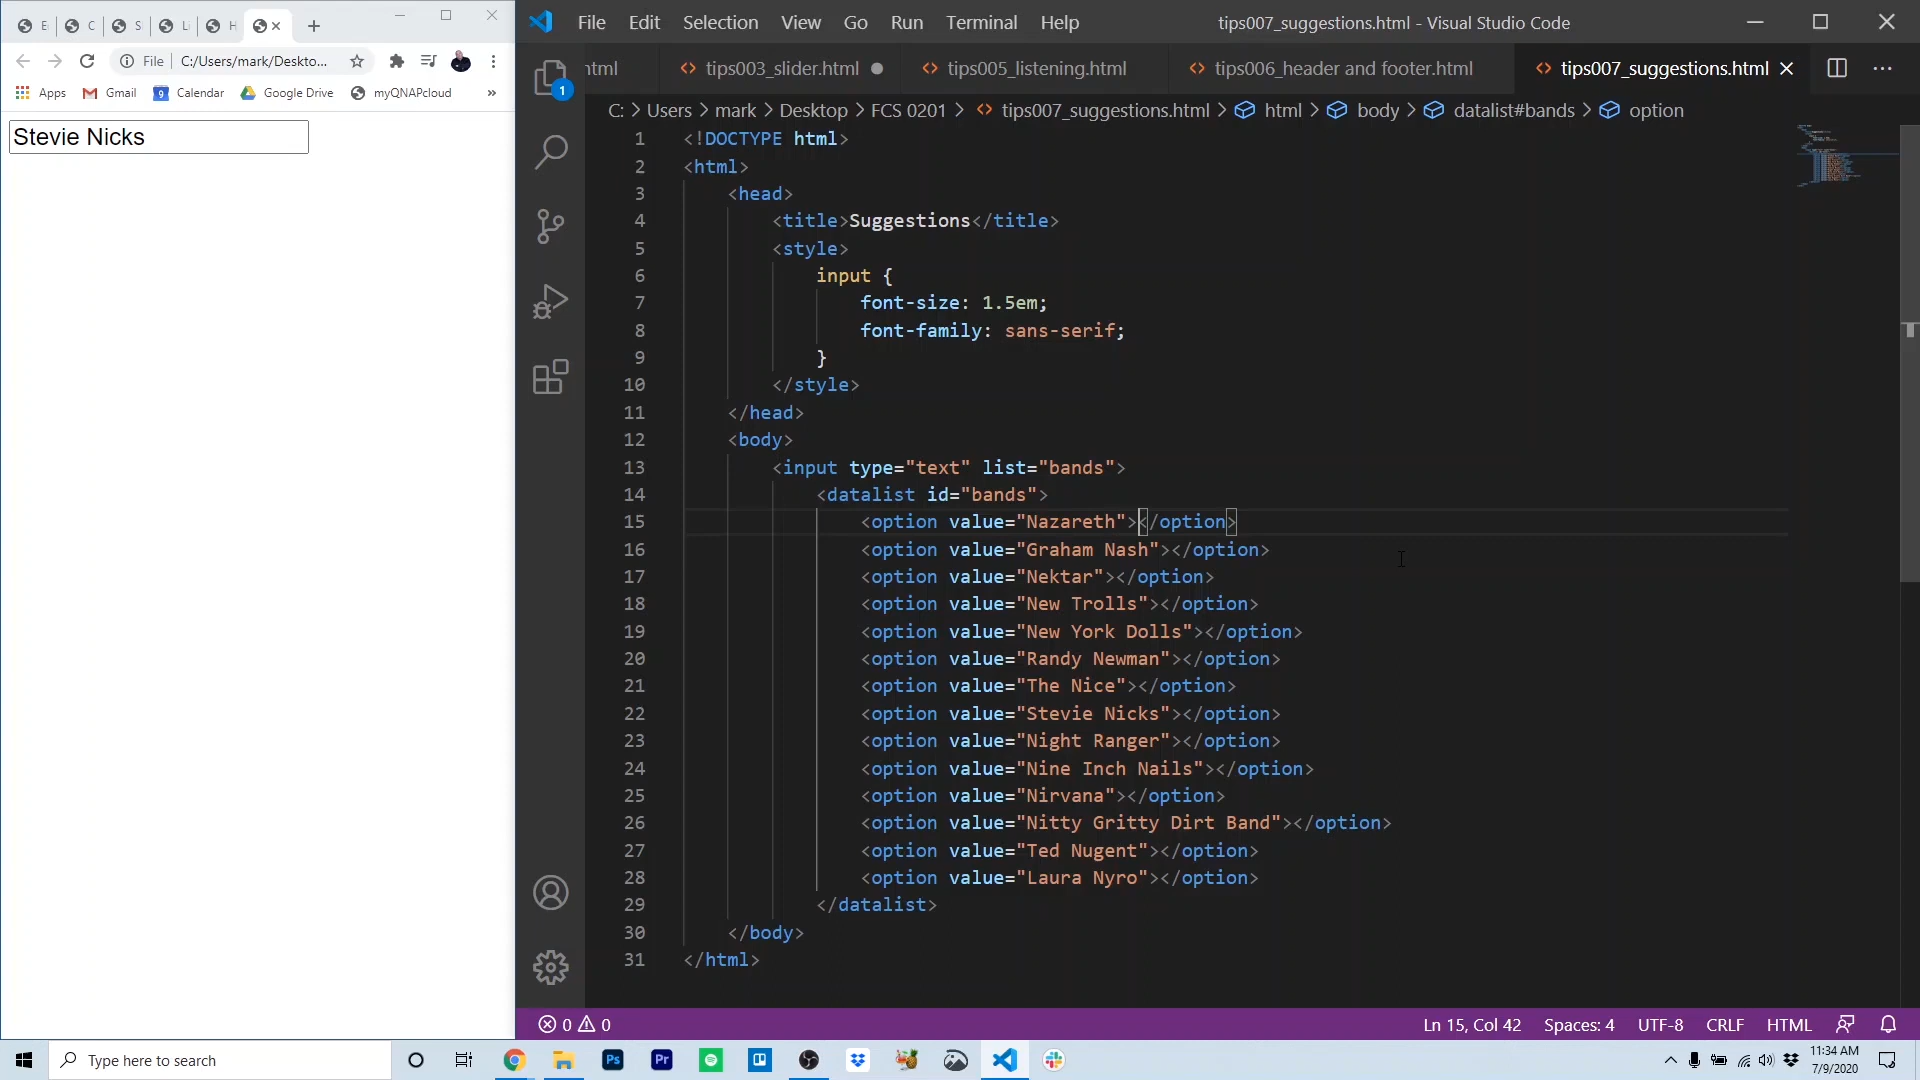 E
C
S
Li
H
File
C:/Users/mark/Deskto...
Apps
Gmail
9
Calendar
Google Drive
myQNAPcloud
»
Stevie Nicks
File Edit Selection View Go Run Terminal Help
tips007_suggestions.html - Visual Studio Code
1
html
tips003_slider.html
tips005_listening.html
tips006_header and footer.html
tips007_suggestions.html
C: > Users > mark > Desktop > FCS 0201 > tips007_suggestions.html > html > body > datalist#bands > option
1 <!DOCTYPE html>
2 <html>
3 <head>
4 <title>Suggestions</title>
5 <style>
6 input {
7 font-size: 1.5em;
8 font-family: sans-serif;
9 }
10 </style>
11 </head>
12 <body>
13 <input type="text" list="bands">
14 <datalist id="bands">
15 <option value="Nazareth"></option>
16 <option value="Graham Nash"></option>
17 <option value="Nektar"></option>
18 <option value="New Trolls"></option>
19 <option value="New York Dolls"></option>
20 <option value="Randy Newman"></option>
21 <option value="The Nice"></option>
22 <option value="Stevie Nicks"></option>
23 <option value="Night Ranger"></option>
24 <option value="Nine Inch Nails"></option>
25 <option value="Nirvana"></option>
26 <option value="Nitty Gritty Dirt Band"></option>
27 <option value="Ted Nugent"></option>
28 <option value="Laura Nyro"></option>
29 </datalist>
30 </body>
31 </html>
0 0
Ln 15, Col 42
Spaces: 4
UTF-8
CRLF
HTML
Type here to search
Ps
Pr
11:34 AM
7/9/2020